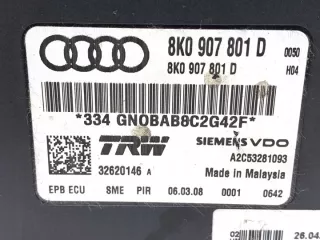 8K0 907 801 D 0050
8K0 907 801 D H04
*334 GN0BAB8C2G42F*
TRW SIEMENS VDO
A2C53281093
32620146 A Made in Malaysia
EPB ECU SME PIR 06.03.08 0001 0642
02
26.04